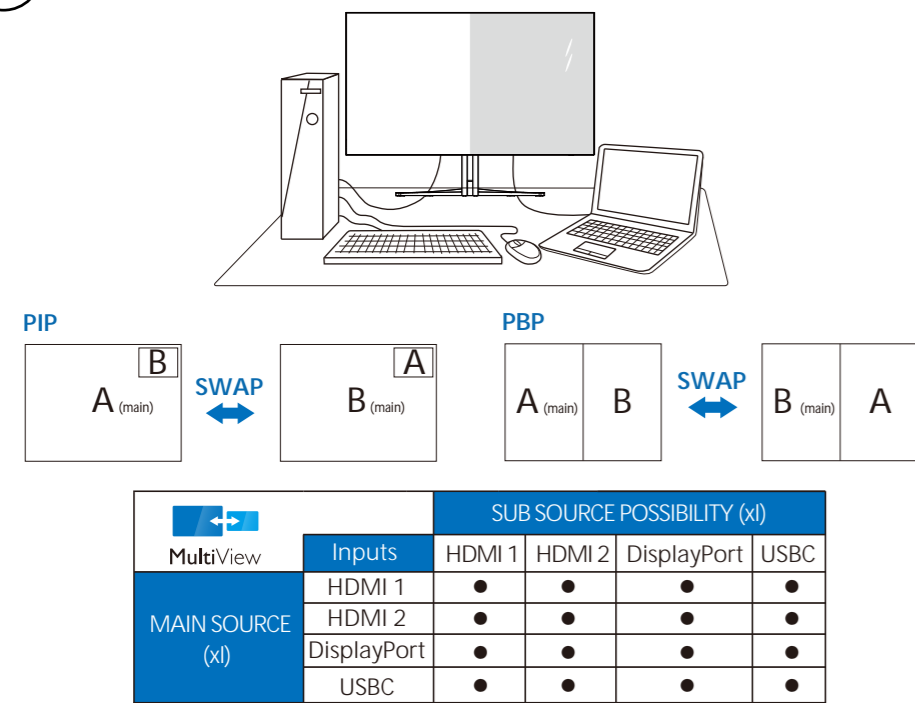 PIP
PBP
B
A (main)
SWAP
A
B (main)
A (main) B
SWAP
B (main) A
MultiView
SUB SOURCE POSSIBILITY (xl)
Inputs HDMI 1 HDMI 2 DisplayPort USBC
MAIN SOURCE
(xl)
HDMI 1 ● ● ● ●
HDMI 2 ● ● ● ●
DisplayPort ● ● ● ●
USBC ● ● ● ●